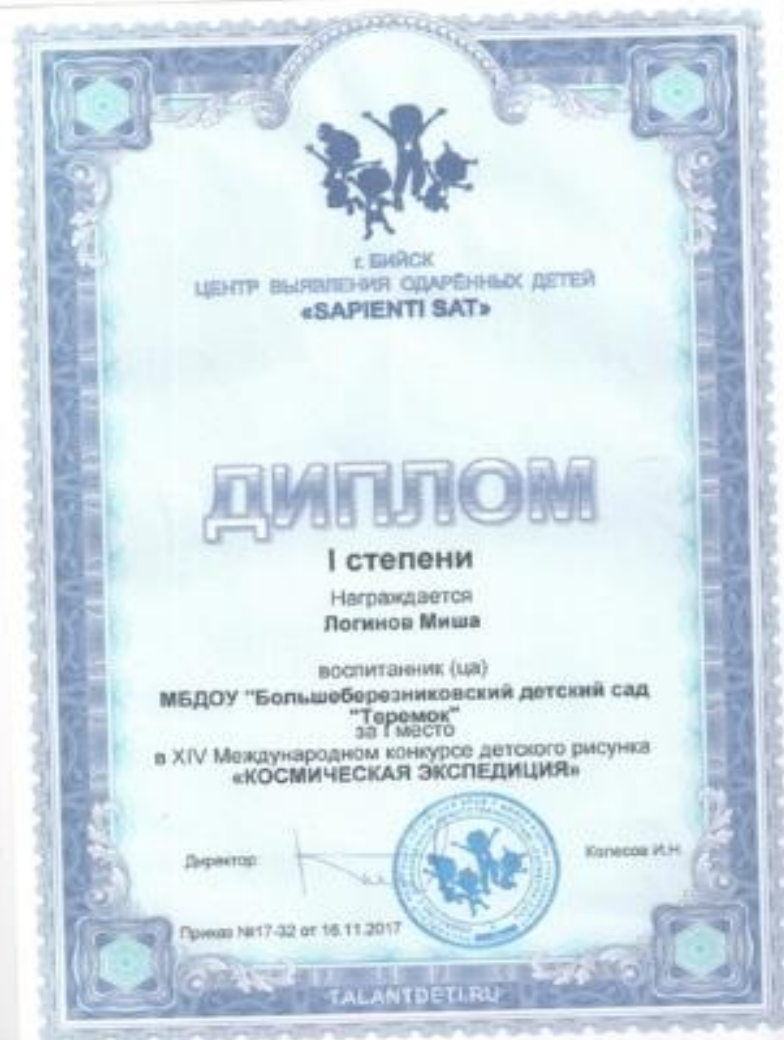 г. БИЙСК
ЦЕНТР ВЫЯВЛЕНИЯ ОДАРЁННЫХ ДЕТЕЙ
«SAPIENTI SAT»
ДИПЛОМ
I степени
Награждается
Логинов Миша
воспитанник (ца)
МБДОУ "Большеберезниковский детский сад
"Теремок"
за I место
в XIV Международном конкурсе детского рисунка
«КОСМИЧЕСКАЯ ЭКСПЕДИЦИЯ»
Директор Колесов И.Н.
Приказ №17-32 от 16.11.2017
TALANTDETI.RU